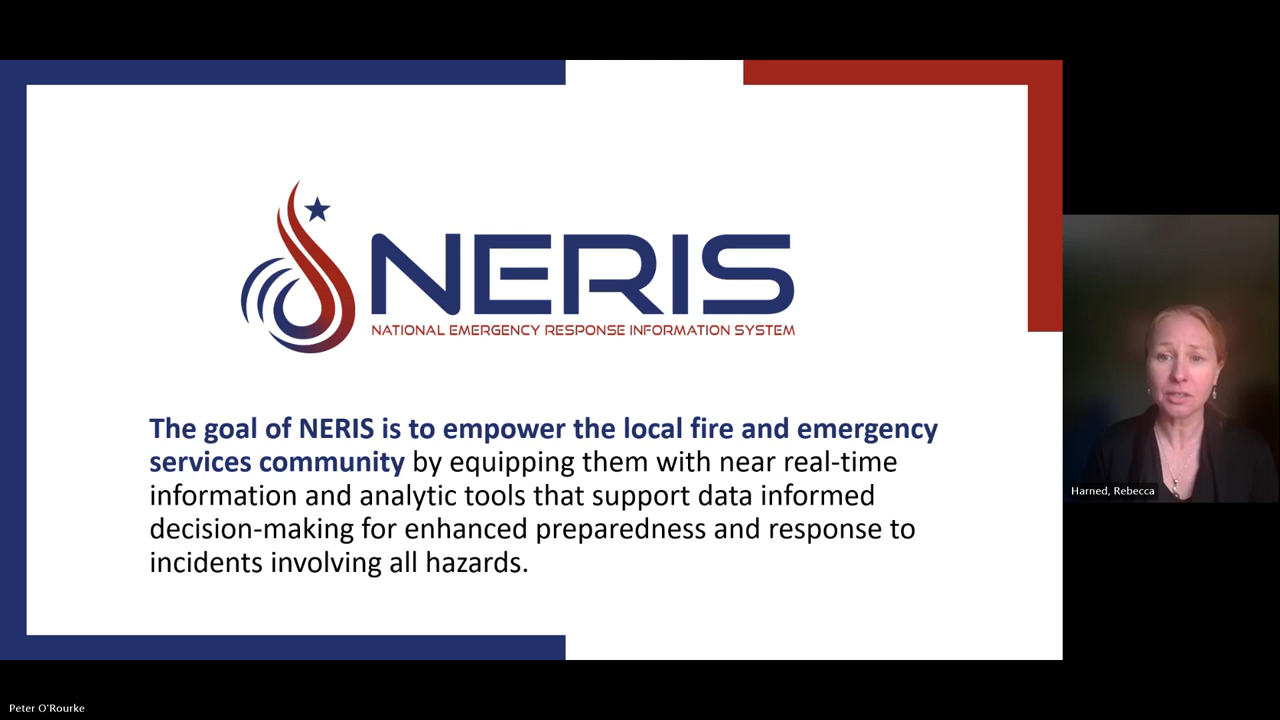 NERIS
NATIONAL EMERGENCY RESPONSE INFORMATION SYSTEM
The goal of NERIS is to empower the local fire and emergency
services community by equipping them with near real-time
information and analytic tools that support data informed
decision-making for enhanced preparedness and response to
incidents involving all hazards.
Harned, Rebecca
Peter O'Rourke